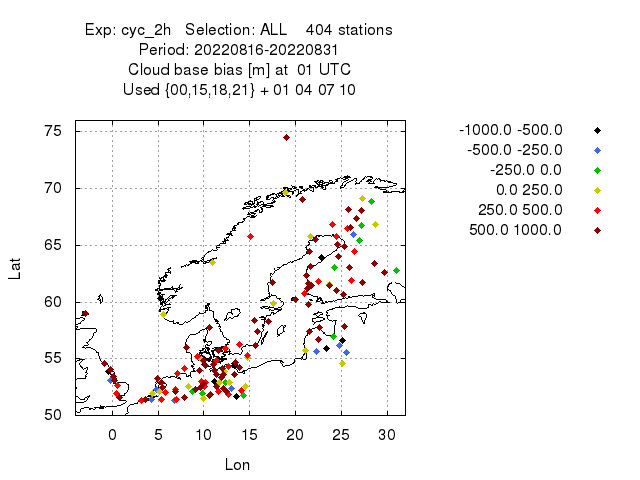 Exp: cyc_2h   Selection: ALL    404 stations
Period: 20220816-20220831
Cloud base bias [m] at  01 UTC
Used {00,15,18,21} + 01 04 07 10
-1000.0 -500.0
-500.0 -250.0
-250.0 0.0
0.0 250.0
250.0 500.0
500.0 1000.0
Lat
75
70
65
60
55
50
0 5 10 15 20 25 30
Lon